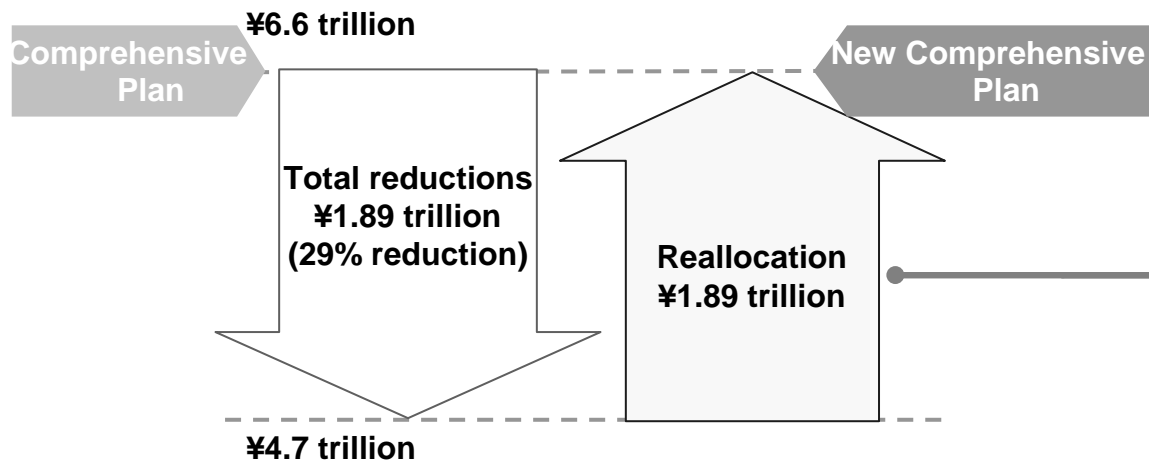 ¥6.6 trillion
Comprehensive
Plan
New Comprehensive
Plan
Total reductions
¥1.89 trillion
(29% reduction)
Reallocation
¥1.89 trillion
¥4.7 trillion